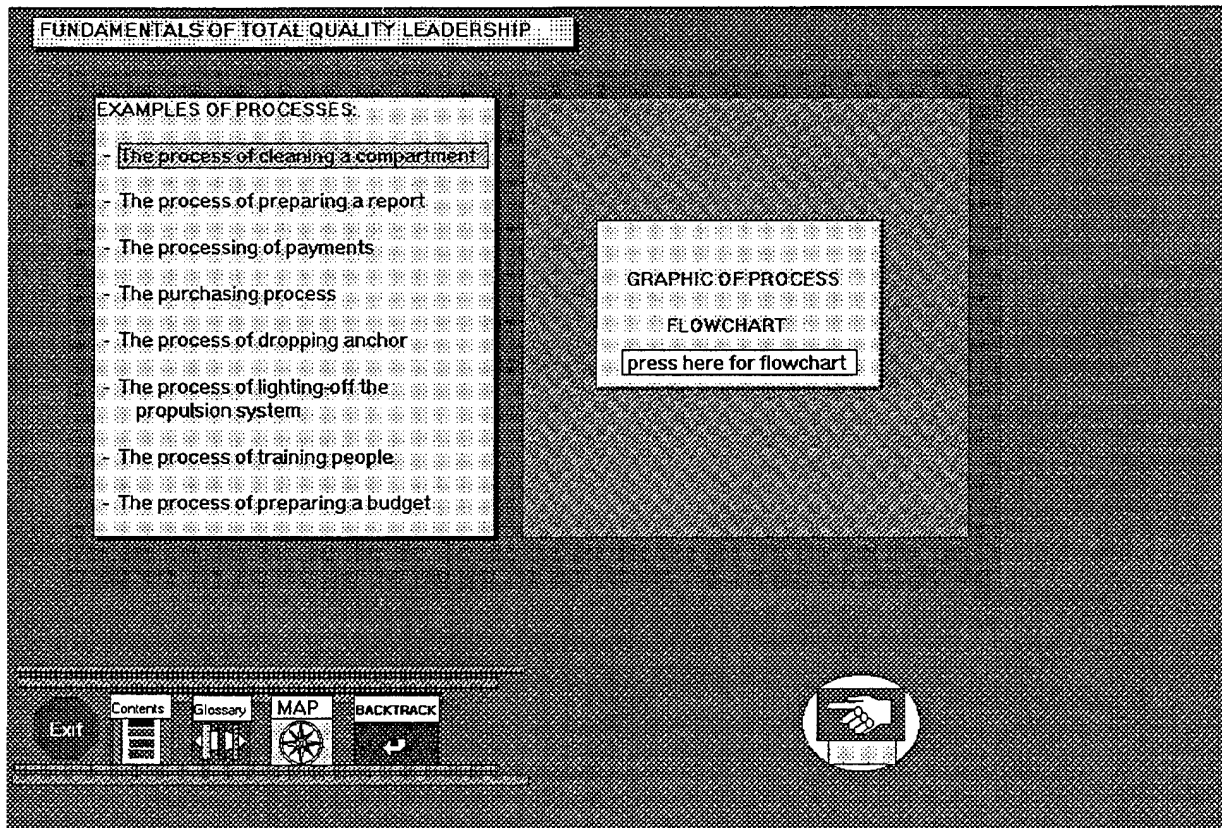 FUNDAMENTALS OF TOTAL QUALITY LEADERSHIP
EXAMPLES OF PROCESSES:
- The process of cleaning a compartment
- The process of preparing a report
- The processing of payments
- The purchasing process
- The process of dropping anchor
- The process of lighting-off the
propulsion system
- The process of training people
- The process of preparing a budget
GRAPHIC OF PROCESS
FLOWCHART
press here for flowchart
Exit
Contents
Glossary
MAP
BACKTRACK